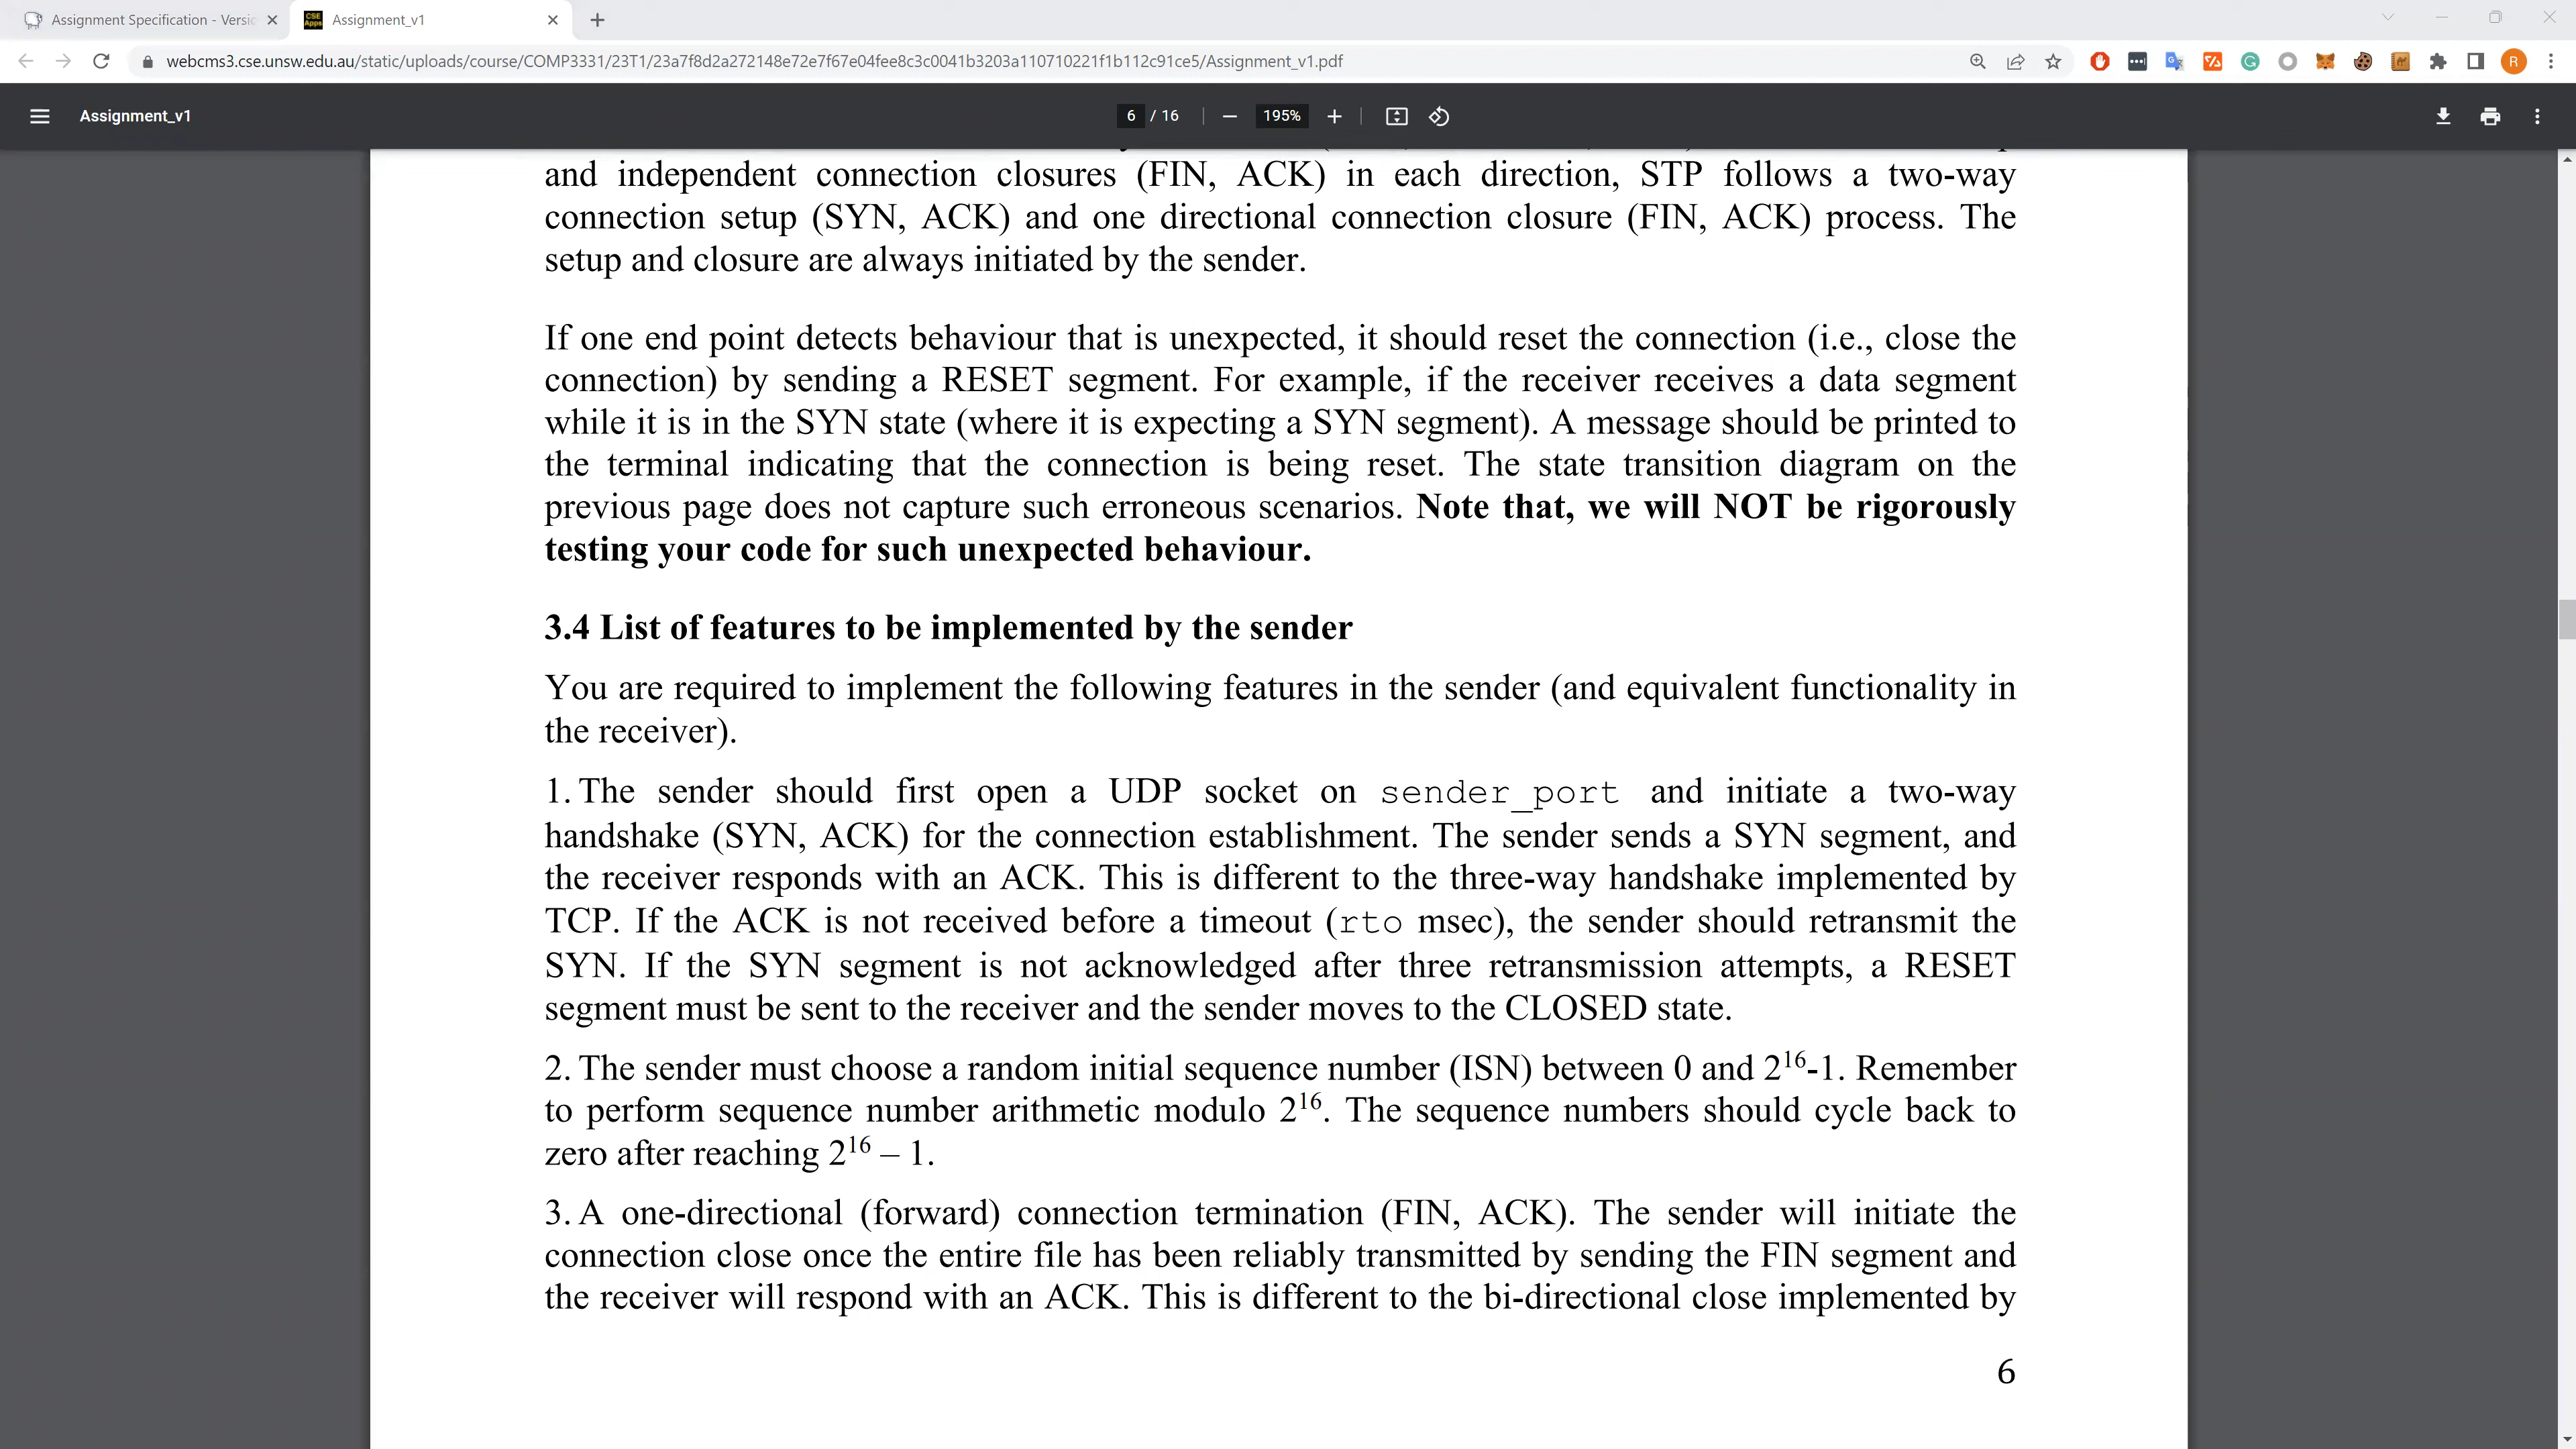 Assignment Specification - Versio
Assignment_v1
webcms3.cse.unsw.edu.au/static/uploads/course/COMP3331/23T1/23a7f8d2a272148e72e7f67e04fee8c3c0041b3203a110710221f1b112c91ce5/Assignment_v1.pdf
Assignment_v1
6 / 16
195%
and independent connection closures (FIN, ACK) in each direction, STP follows a two-way
connection setup (SYN, ACK) and one directional connection closure (FIN, ACK) process. The
setup and closure are always initiated by the sender.
If one end point detects behaviour that is unexpected, it should reset the connection (i.e., close the
connection) by sending a RESET segment. For example, if the receiver receives a data segment
while it is in the SYN state (where it is expecting a SYN segment). A message should be printed to
the terminal indicating that the connection is being reset. The state transition diagram on the
previous page does not capture such erroneous scenarios. Note that, we will NOT be rigorously
testing your code for such unexpected behaviour.
3.4 List of features to be implemented by the sender
You are required to implement the following features in the sender (and equivalent functionality in
the receiver).
1. The sender should first open a UDP socket on sender_port and initiate a two-way
handshake (SYN, ACK) for the connection establishment. The sender sends a SYN segment, and
the receiver responds with an ACK. This is different to the three-way handshake implemented by
TCP. If the ACK is not received before a timeout (rto msec), the sender should retransmit the
SYN. If the SYN segment is not acknowledged after three retransmission attempts, a RESET
segment must be sent to the receiver and the sender moves to the CLOSED state.
2. The sender must choose a random initial sequence number (ISN) between 0 and 2^16-1. Remember
to perform sequence number arithmetic modulo 2^16. The sequence numbers should cycle back to
zero after reaching 2^16 – 1.
3. A one-directional (forward) connection termination (FIN, ACK). The sender will initiate the
connection close once the entire file has been reliably transmitted by sending the FIN segment and
the receiver will respond with an ACK. This is different to the bi-directional close implemented by
6